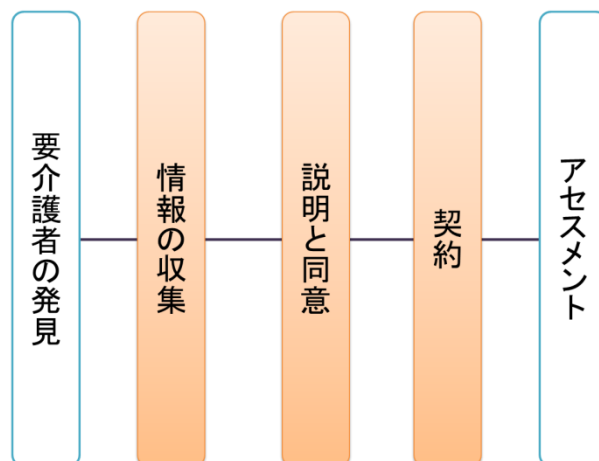 要介護者の発見
情報の収集
説明と同意
契約
アセスメント